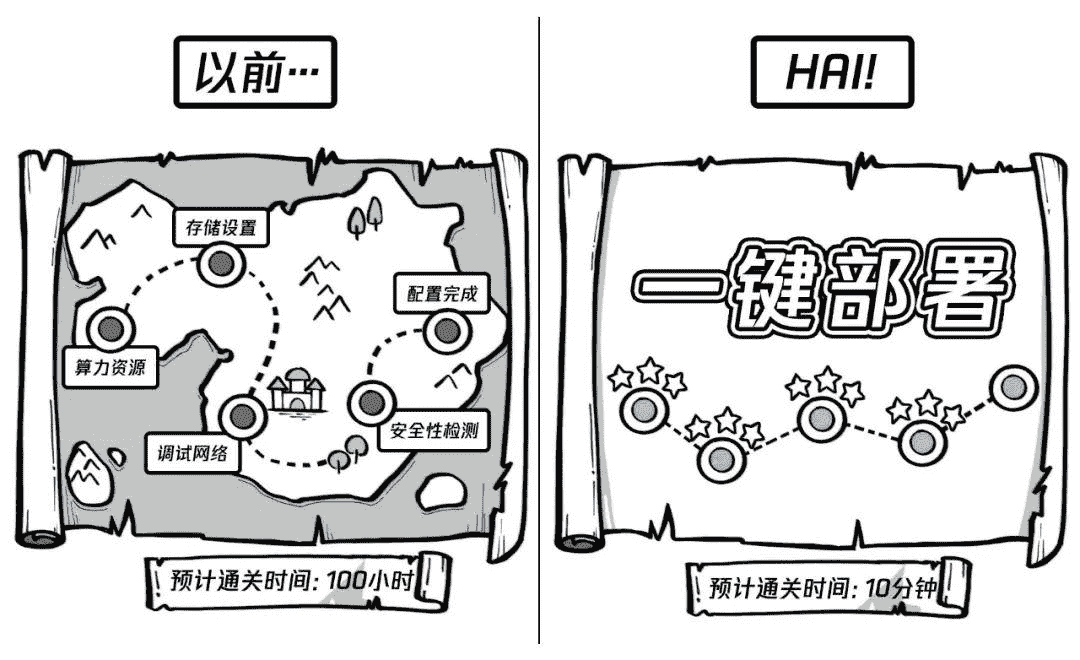 以前…
存储设置
配置完成
算力资源
安全性检测
调试网络
预计通关时间：100小时
HAI!
一键部署
预计通关时间：10分钟